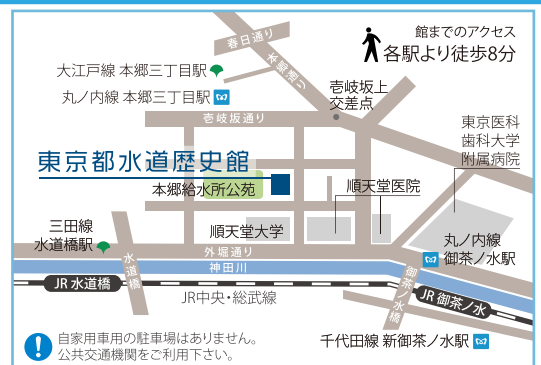 館までのアクセス
各駅より徒歩8分
春日通り
本郷通り
大江戸線 本郷三丁目駅
丸ノ内線 本郷三丁目駅
壱岐坂上
交差点
壱岐坂通り
東京医科
歯科大学
附属病院
東京都水道歴史館
本郷給水所公苑
順天堂医院
三田線
水道橋駅
順天堂大学
外堀通り
神田川
丸ノ内線
御茶ノ水駅
水道橋
御茶ノ水橋
JR 水道橋
JR中央・総武線
JR 御茶ノ水
自家用車用の駐車場はありません。
公共交通機関をご利用下さい。
千代田線 新御茶ノ水駅